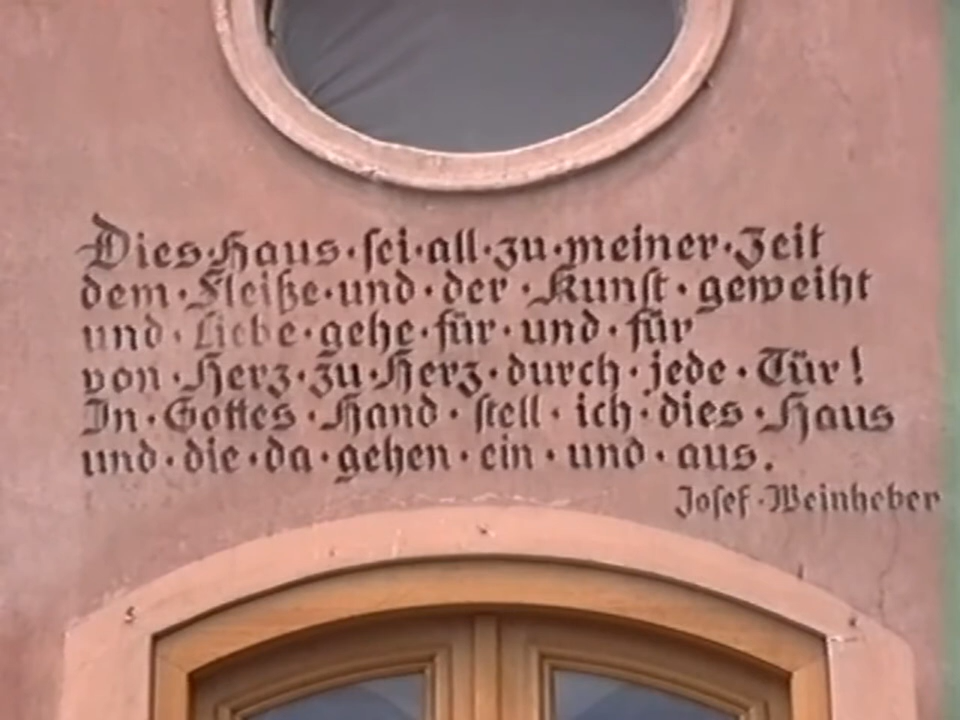 Dies·Haus·sei·all·zu·meiner·Zeit
dem·Fleiße·und·der·Kunst·geweiht
und·Liebe·gehe·für·und·für
von·Herz·zu·Herz·durch·jede·Tür!
In·Gottes·Hand·stell·ich·dies·Haus
und·die·da·gehen·ein·und·aus.
Josef·Weinheber